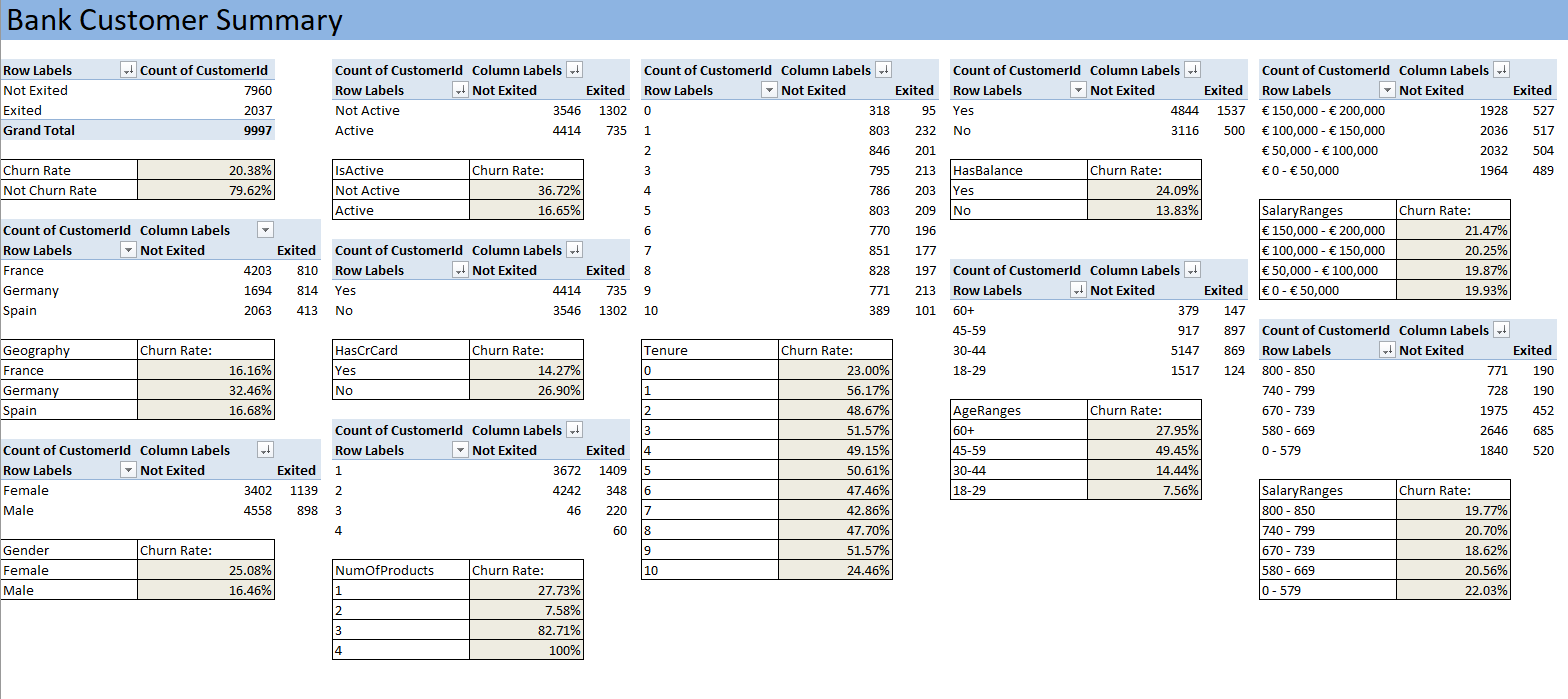 Bank Customer Summary
Row Labels Count of CustomerId
Not Exited 7960
Exited 2037
Grand Total 9997
Churn Rate 20.38%
Not Churn Rate 79.62%
Count of CustomerId Column Labels
Row Labels Not Exited Exited
France 4203 810
Germany 1694 814
Spain 2063 413
Geography Churn Rate:
France 16.16%
Germany 32.46%
Spain 16.68%
Count of CustomerId Column Labels
Row Labels Not Exited Exited
Female 3402 1139
Male 4558 898
Gender Churn Rate:
Female 25.08%
Male 16.46%
Count of CustomerId Column Labels
Row Labels Not Exited Exited
Not Active 3546 1302
Active 4414 735
IsActive Churn Rate:
Not Active 36.72%
Active 16.65%
Count of CustomerId Column Labels
Row Labels Not Exited Exited
Yes 4414 735
No 3546 1302
HasCrCard Churn Rate:
Yes 14.27%
No 26.90%
Count of CustomerId Column Labels
Row Labels Not Exited Exited
1 3672 1409
2 4242 348
3 46 220
4 60
NumOfProducts Churn Rate:
1 27.73%
2 7.58%
3 82.71%
4 100%
Count of CustomerId Column Labels
Row Labels Not Exited Exited
0 318 95
1 803 232
2 846 201
3 795 213
4 786 203
5 803 209
6 770 196
7 851 177
8 828 197
9 771 213
10 389 101
Tenure Churn Rate:
0 23.00%
1 56.17%
2 48.67%
3 51.57%
4 49.15%
5 50.61%
6 47.46%
7 42.86%
8 47.70%
9 51.57%
10 24.46%
Count of CustomerId Column Labels
Row Labels Not Exited Exited
Yes 4844 1537
No 3116 500
HasBalance Churn Rate:
Yes 24.09%
No 13.83%
Count of CustomerId Column Labels
Row Labels Not Exited Exited
60+ 379 147
45-59 917 897
30-44 5147 869
18-29 1517 124
AgeRanges Churn Rate:
60+ 27.95%
45-59 49.45%
30-44 14.44%
18-29 7.56%
Count of CustomerId Column Labels
Row Labels Not Exited Exited
€ 150,000 - € 200,000 1928 527
€ 100,000 - € 150,000 2036 517
€ 50,000 - € 100,000 2032 504
€ 0 - € 50,000 1964 489
SalaryRanges Churn Rate:
€ 150,000 - € 200,000 21.47%
€ 100,000 - € 150,000 20.25%
€ 50,000 - € 100,000 19.87%
€ 0 - € 50,000 19.93%
Count of CustomerId Column Labels
Row Labels Not Exited Exited
800 - 850 771 190
740 - 799 728 190
670 - 739 1975 452
580 - 669 2646 685
0 - 579 1840 520
SalaryRanges Churn Rate:
800 - 850 19.77%
740 - 799 20.70%
670 - 739 18.62%
580 - 669 20.56%
0 - 579 22.03%